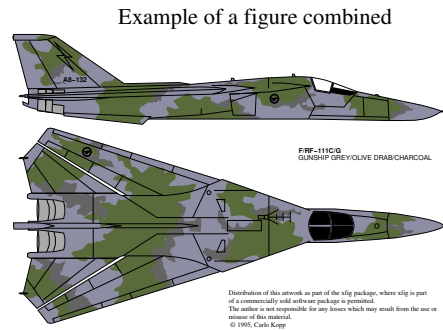 Example of a figure combined
A8–132
F/RF–111C/G
GUNSHIP GREY/OLIVE DRAB/CHARCOAL
Distribution of this artwork as part of the xfig package, where xfig is part
of a commercially sold software package is permitted.
The author is not responsible for any losses which may result from the use or
misuse of this material.
© 1995, Carlo Kopp